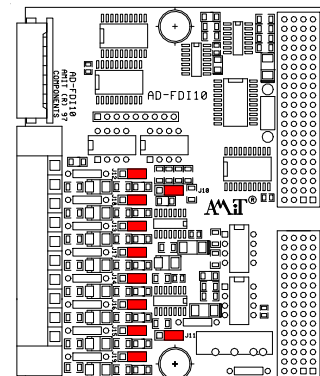 AD-FDI10
AMIT (R) 97
COMPONENTS
AD-FDI10
J10
AMiT®
J11